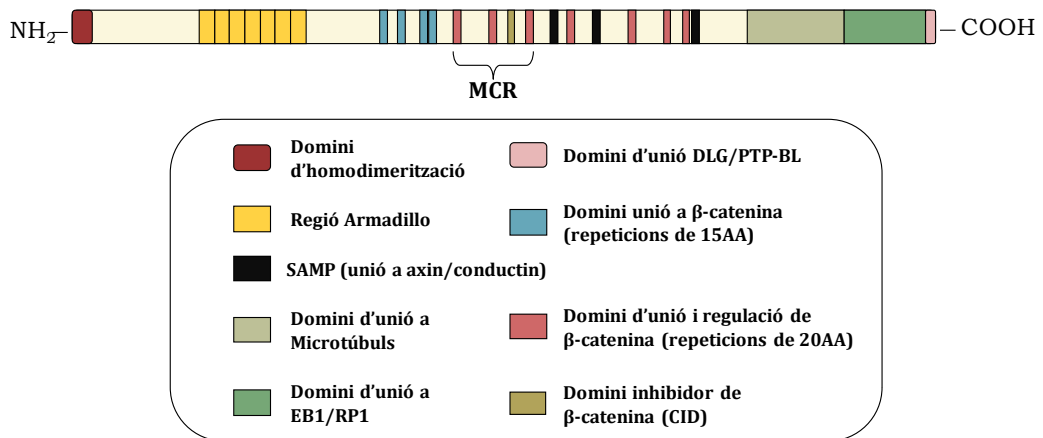 NH2
COOH
MCR
Domini
d'homodimerització
Domini d'unió DLG/PTP-BL
Regió Armadillo
Domini unió a β-catenina
(repeticions de 15AA)
SAMP (unió a axin/conductin)
Domini d'unió a
Microtúbuls
Domini d'unió i regulació de
β-catenina (repeticions de 20AA)
Domini d'unió a
EB1/RP1
Domini inhibidor de
β-catenina (CID)